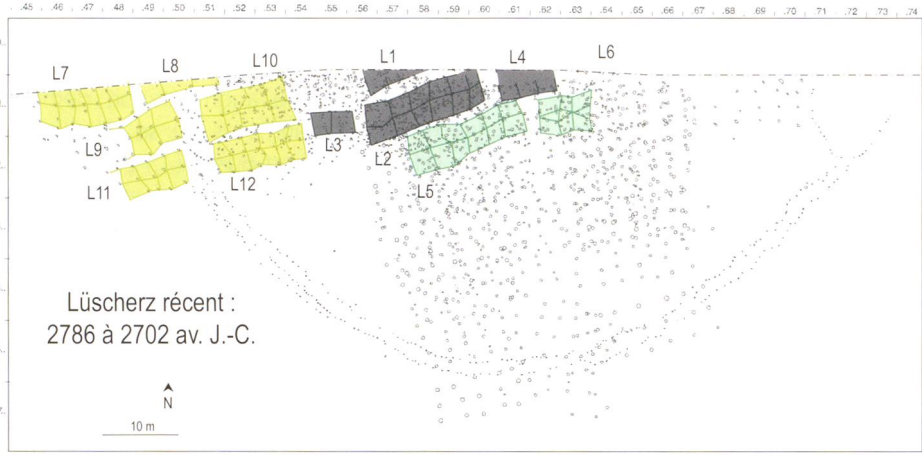 .45 .46 .47 .48 .49 .50 .51 .52 .53 .54 .55 .56 .57 .58 .59 .60 .61 .62 .63 .64 .65 .66 .67 .68 .69 .70 .71 .72 .73 .74
L7 L8 L10 L1 L4 L6
L9 L3 L2
L11 L12 L5
Lüscherz récent :
2786 à 2702 av. J.-C.
N
10 m